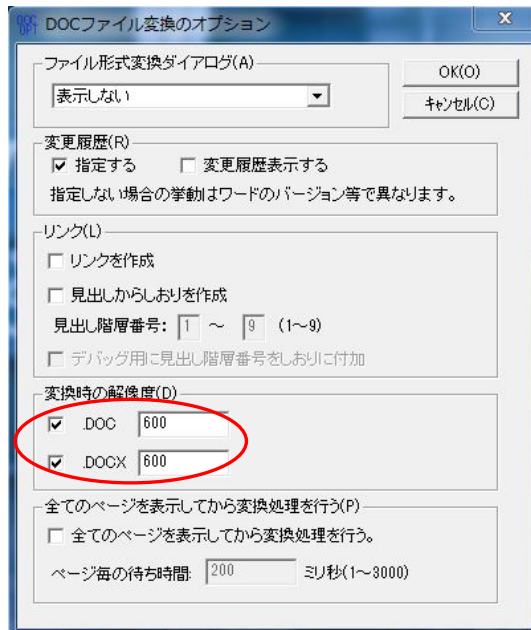 DOCファイル変換のオプション
ファイル形式変換ダイアログ(A)
表示しない
OK(O)
キャンセル(C)
変更履歴(R)
指定する 変更履歴表示する
指定しない場合の挙動はワードのバージョン等で異なります。
リンク(L)
リンクを作成
見出しからしおりを作成
見出し階層番号: 1 ～ 9 (1～9)
デバッグ用に見出し階層番号をしおりに付加
変換時の解像度(D)
.DOC 600
.DOCX 600
全てのページを表示してから変換処理を行う(P)
全てのページを表示してから変換処理を行う。
ページ毎の待ち時間: 200 ミリ秒(1～3000)